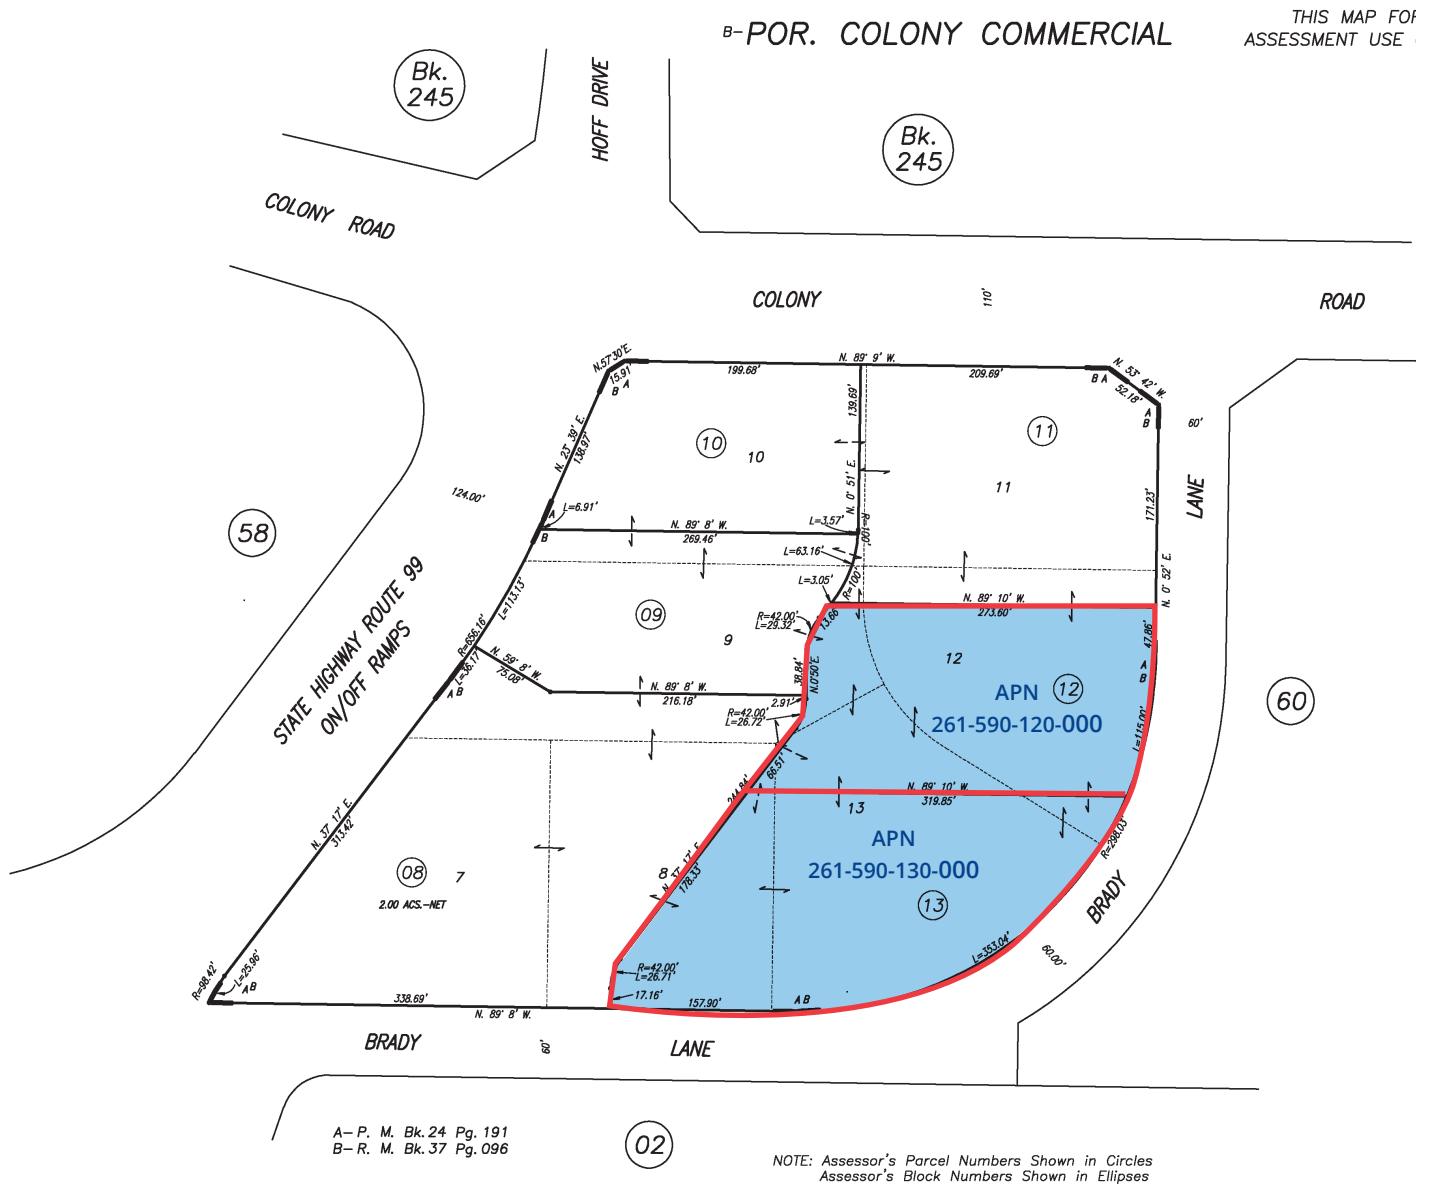 B-POR. COLONY COMMERCIAL
THIS MAP FOR
ASSESSMENT USE
Bk.
245
HOFF DRIVE
Bk.
245
COLONY ROAD
COLONY
110'
ROAD
N.57°30'E.
15.91'
B A
199.68'
N. 89° 9' W.
209.69'
B A
N. 53° 42' W.
52.18'
A
B
60'
N. 23° 39' E.
138.97'
139.69'
10
10
11
11
LANE
171.23'
N. 0° 51' E.
R=100'
124.00'
A
L=6.91'
B
N. 89° 8' W.
269.46'
L=3.57'
L=63.16'
58
STATE HIGHWAY ROUTE 99
ON/OFF RAMPS
L=113.13'
L=3.05'
R=100'
N. 0° 52' E.
N. 89° 10' W.
273.60'
09
9
R=42.00'
L=29.32'
13.66'
47.86'
R=656.16'
L=36.17'
A B
N. 59° 8' W.
75.08'
38.84'
N.0°50'E.
12
A
B
N. 89° 8' W.
216.18'
2.91'
R=42.00'
L=26.72'
APN
12
261-590-120-000
60
L=115.00'
66.51'
244.84'
N. 89° 10' W.
319.85'
13
N. 37° 17' E.
313.42'
R=298.03'
APN
261-590-130-000
13
08
7
2.00 ACS.-NET
8
N. 37° 17' E.
178.33'
BRADY
60.00'
L=353.04'
R=98.42'
L=25.96'
A B
R=42.00'
L=26.71'
17.16'
338.69'
N. 89° 8' W.
157.90'
A B
BRADY
60'
LANE
A-P. M. Bk.24 Pg.191
B-R. M. Bk.37 Pg.096
02
NOTE: Assessor's Parcel Numbers Shown in Circles
Assessor's Block Numbers Shown in Ellipses